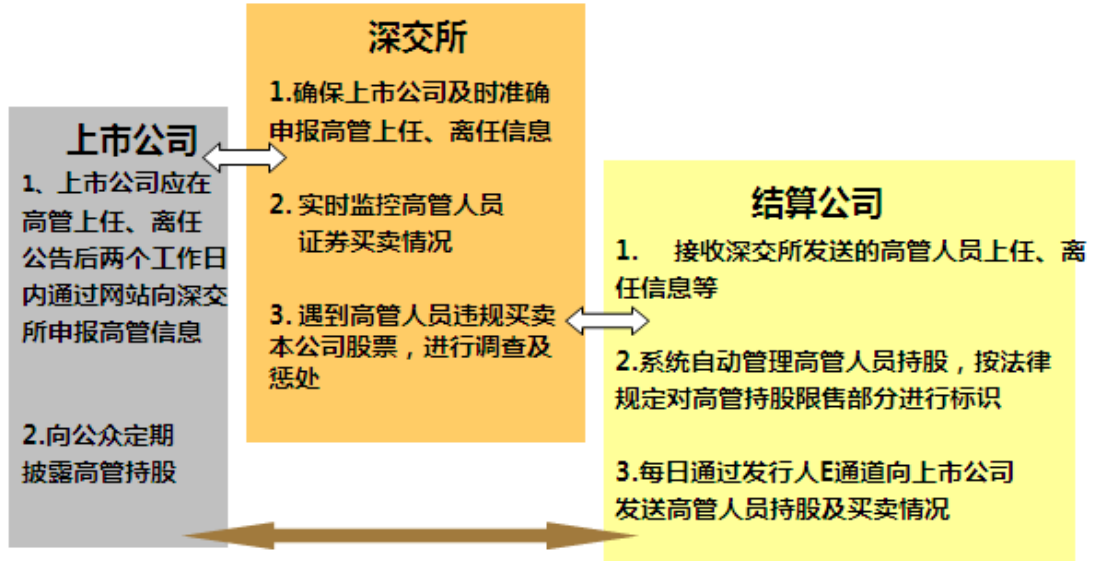 上市公司
1、上市公司应在
高管上任、离任
公告后两个工作日
内通过网站向深交
所申报高管信息
2.向公众定期
披露高管持股
深交所
1.确保上市公司及时准确
申报高管上任、离任信息
2. 实时监控高管人员
证券买卖情况
3. 遇到高管人员违规买卖
本公司股票，进行调查及
惩处
结算公司
1. 接收深交所发送的高管人员上任、离
任信息等
2.系统自动管理高管人员持股，按法律
规定对高管持股限售部分进行标识
3.每日通过发行人E通道向上市公司
发送高管人员持股及买卖情况